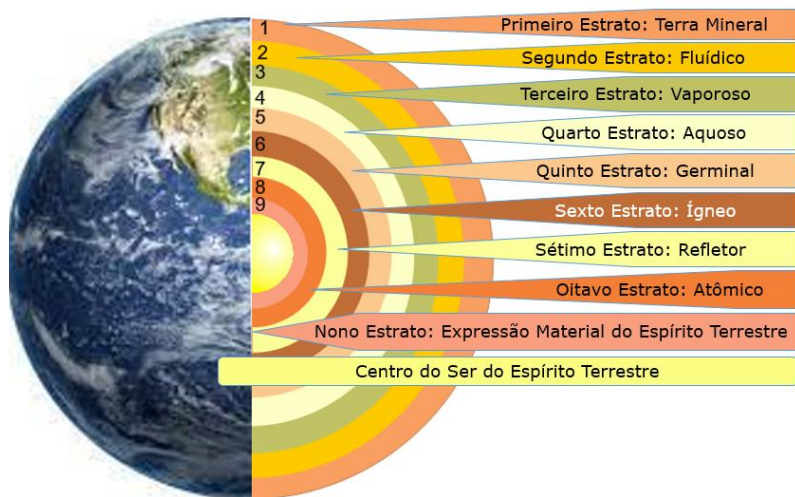 1
Primeiro Estrato: Terra Mineral
2
Segundo Estrato: Fluídico
3
Terceiro Estrato: Vaporoso
4
Quarto Estrato: Aquoso
5
Quinto Estrato: Germinal
6
Sexto Estrato: Ígneo
7
Sétimo Estrato: Refletor
8
Oitavo Estrato: Atômico
9
Nono Estrato: Expressão Material do Espírito Terrestre
Centro do Ser do Espírito Terrestre